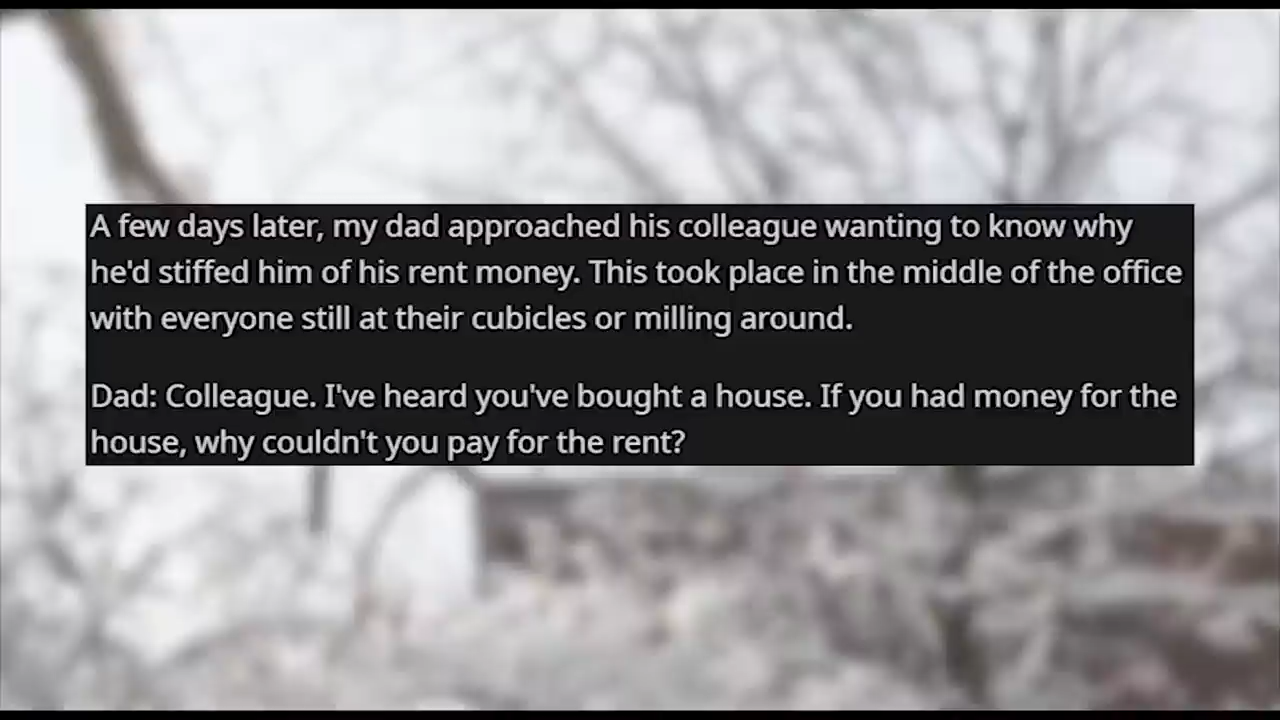 A few days later, my dad approached his colleague wanting to know why
he'd stiffed him of his rent money. This took place in the middle of the office
with everyone still at their cubicles or milling around.
Dad: Colleague. I've heard you've bought a house. If you had money for the
house, why couldn't you pay for the rent?